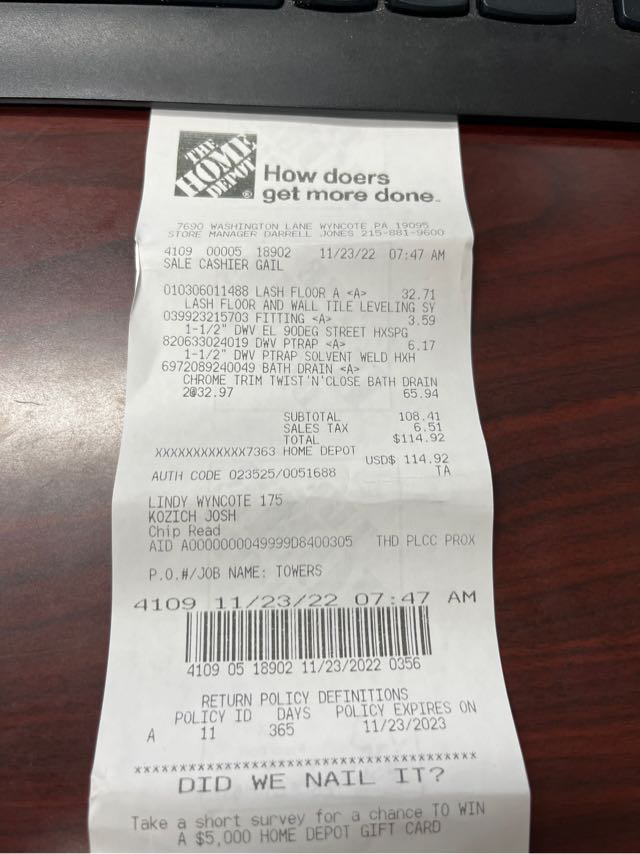 THE
HOME
DEPOT
How doers
get more done.
7690 WASHINGTON LANE WYNCOTE PA 19095
STORE MANAGER DARRELL JONES 215-881-9600
4109 00005 18902 11/23/22 07:47 AM
SALE CASHIER GAIL
010306011488 LASH FLOOR A <A> 32.71
LASH FLOOR AND WALL TILE LEVELING SY
039923215703 FITTING <A> 3.59
1-1/2" DWV EL 90DEG STREET HXSPG
820633024019 DWV PTRAP <A> 6.17
1-1/2" DWV PTRAP SOLVENT WELD HXH
6972089240049 BATH DRAIN <A>
CHROME TRIM TWIST'N'CLOSE BATH DRAIN
2@32.97 65.94
SUBTOTAL 108.41
SALES TAX 6.51
TOTAL $114.92
XXXXXXXXXXXX7363 HOME DEPOT
USD$ 114.92
AUTH CODE 023525/0051688 TA
LINDY WYNCOTE 175
KOZICH JOSH
Chip Read
AID A0000000049999D8400305 THD PLCC PROX
P.O.#/JOB NAME: TOWERS
4109 11/23/22 07:47 AM
4109 05 18902 11/23/2022 0356
RETURN POLICY DEFINITIONS
POLICY ID DAYS POLICY EXPIRES ON
A 11 365 11/23/2023
DID WE NAIL IT?
Take a short survey for a chance TO WIN
A $5,000 HOME DEPOT GIFT CARD